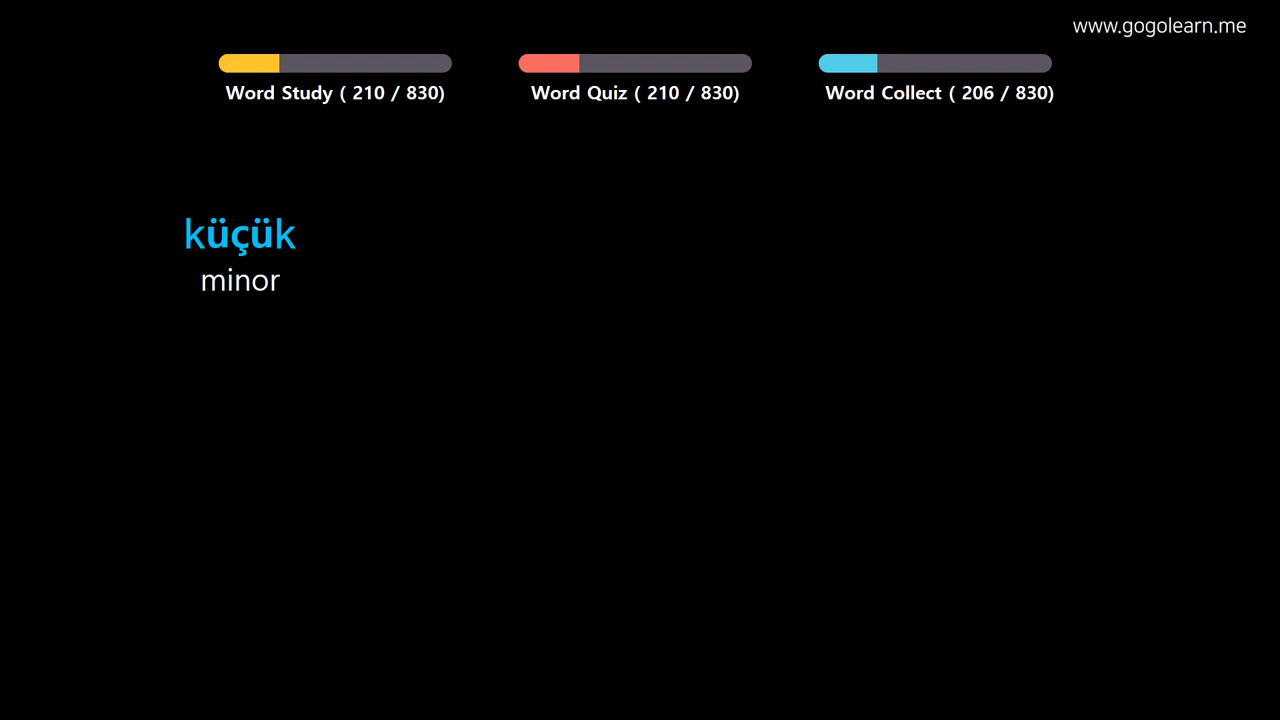 www.gogolearn.me
Word Study ( 210 / 830)
Word Quiz ( 210 / 830)
Word Collect ( 206 / 830)
küçük
minor